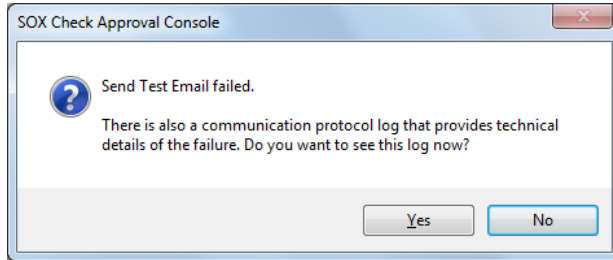 SOX Check Approval Console
Send Test Email failed.
There is also a communication protocol log that provides technical
details of the failure. Do you want to see this log now?
Yes
No